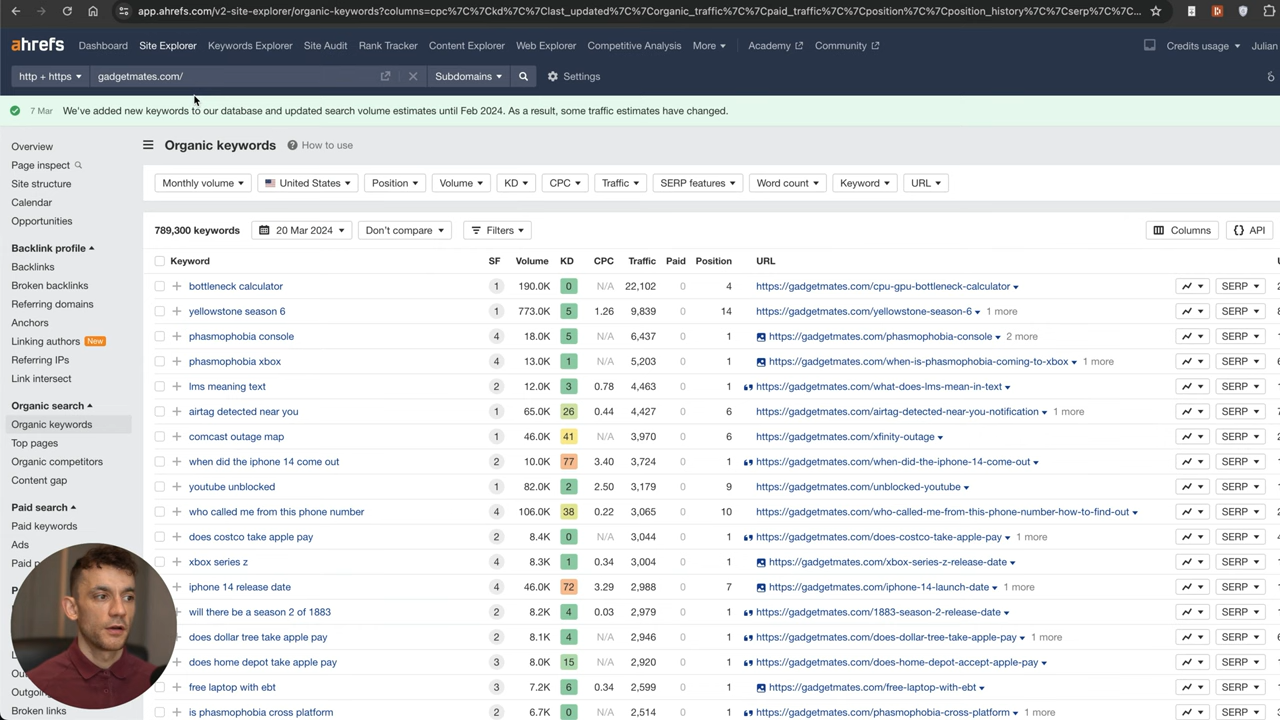 app.ahrefs.com/v2-site-explorer/organic-keywords?columns=cpc%7C%7Ckd%7C%7Clast_updated%7C%7Corganic_traffic%7C%7Cpaid_traffic%7C%7Cposition%7C%7Cposition_history%7C%7Cserp%7C%7C...
ahrefs Dashboard Site Explorer Keywords Explorer Site Audit Rank Tracker Content Explorer Web Explorer Competitive Analysis More Academy Community Credits usage Julian
http + https gadgetmates.com/ Subdomains Settings
7 Mar We've added new keywords to our database and updated search volume estimates until Feb 2024. As a result, some traffic estimates have changed.
Overview
Page inspect
Site structure
Calendar
Opportunities
Backlink profile
Backlinks
Broken backlinks
Referring domains
Anchors
Linking authors New
Referring IPs
Link intersect
Organic search
Organic keywords
Top pages
Organic competitors
Content gap
Paid search
Paid keywords
Ads
Paid p
Outgoin
Broken links
Organic keywords How to use
Monthly volume United States Position Volume KD CPC Traffic SERP features Word count Keyword URL
789,300 keywords 20 Mar 2024 Don't compare Filters Columns API
Keyword SF Volume KD CPC Traffic Paid Position URL
bottleneck calculator 1 190.0K 0 N/A 22,102 0 4 https://gadgetmates.com/cpu-gpu-bottleneck-calculator SERP
yellowstone season 6 1 773.0K 5 1.26 9,839 0 14 https://gadgetmates.com/yellowstone-season-6 1 more SERP
phasmophobia console 4 18.0K 5 N/A 6,437 0 1 https://gadgetmates.com/phasmophobia-console 2 more SERP
phasmophobia xbox 4 13.0K 1 N/A 5,203 0 1 https://gadgetmates.com/when-is-phasmophobia-coming-to-xbox 1 more SERP
lms meaning text 2 12.0K 3 0.78 4,463 0 1 https://gadgetmates.com/what-does-lms-mean-in-text SERP
airtag detected near you 1 65.0K 26 0.44 4,427 0 6 https://gadgetmates.com/airtag-detected-near-you-notification 1 more SERP
comcast outage map 1 46.0K 41 N/A 3,970 0 6 https://gadgetmates.com/xfinity-outage SERP
when did the iphone 14 come out 2 10.0K 77 3.40 3,724 0 1 https://gadgetmates.com/when-did-the-iphone-14-come-out SERP
youtube unblocked 1 82.0K 2 2.50 3,179 0 9 https://gadgetmates.com/unblocked-youtube SERP
who called me from this phone number 4 106.0K 38 0.22 3,065 0 10 https://gadgetmates.com/who-called-me-from-this-phone-number-how-to-find-out SERP
does costco take apple pay 2 8.4K 0 N/A 3,044 0 1 https://gadgetmates.com/does-costco-take-apple-pay 1 more SERP
xbox series z 4 8.3K 1 0.34 3,004 0 1 https://gadgetmates.com/xbox-series-z-release-date SERP
iphone 14 release date 4 46.0K 72 3.29 2,988 0 7 https://gadgetmates.com/iphone-14-launch-date 1 more SERP
will there be a season 2 of 1883 2 8.2K 4 0.03 2,979 0 1 https://gadgetmates.com/1883-season-2-release-date SERP
does dollar tree take apple pay 2 8.1K 4 N/A 2,946 0 1 https://gadgetmates.com/does-dollar-tree-take-apple-pay 1 more SERP
does home depot take apple pay 3 8.0K 15 N/A 2,920 0 1 https://gadgetmates.com/does-home-depot-accept-apple-pay SERP
free laptop with ebt 3 7.2K 6 0.34 2,599 0 1 https://gadgetmates.com/free-laptop-with-ebt SERP
is phasmophobia cross platform 2 6.7K 0 N/A 2,514 0 1 https://gadgetmates.com/phasmophobia-cross-platform 1 more SERP